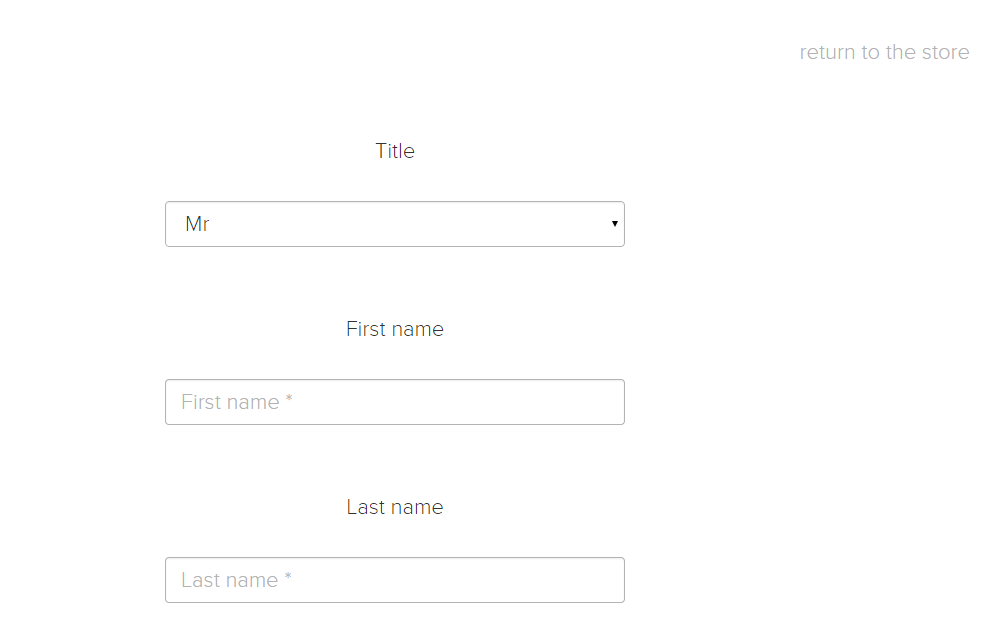 return to the store
Title
Mr
First name
First name *
Last name
Last name *